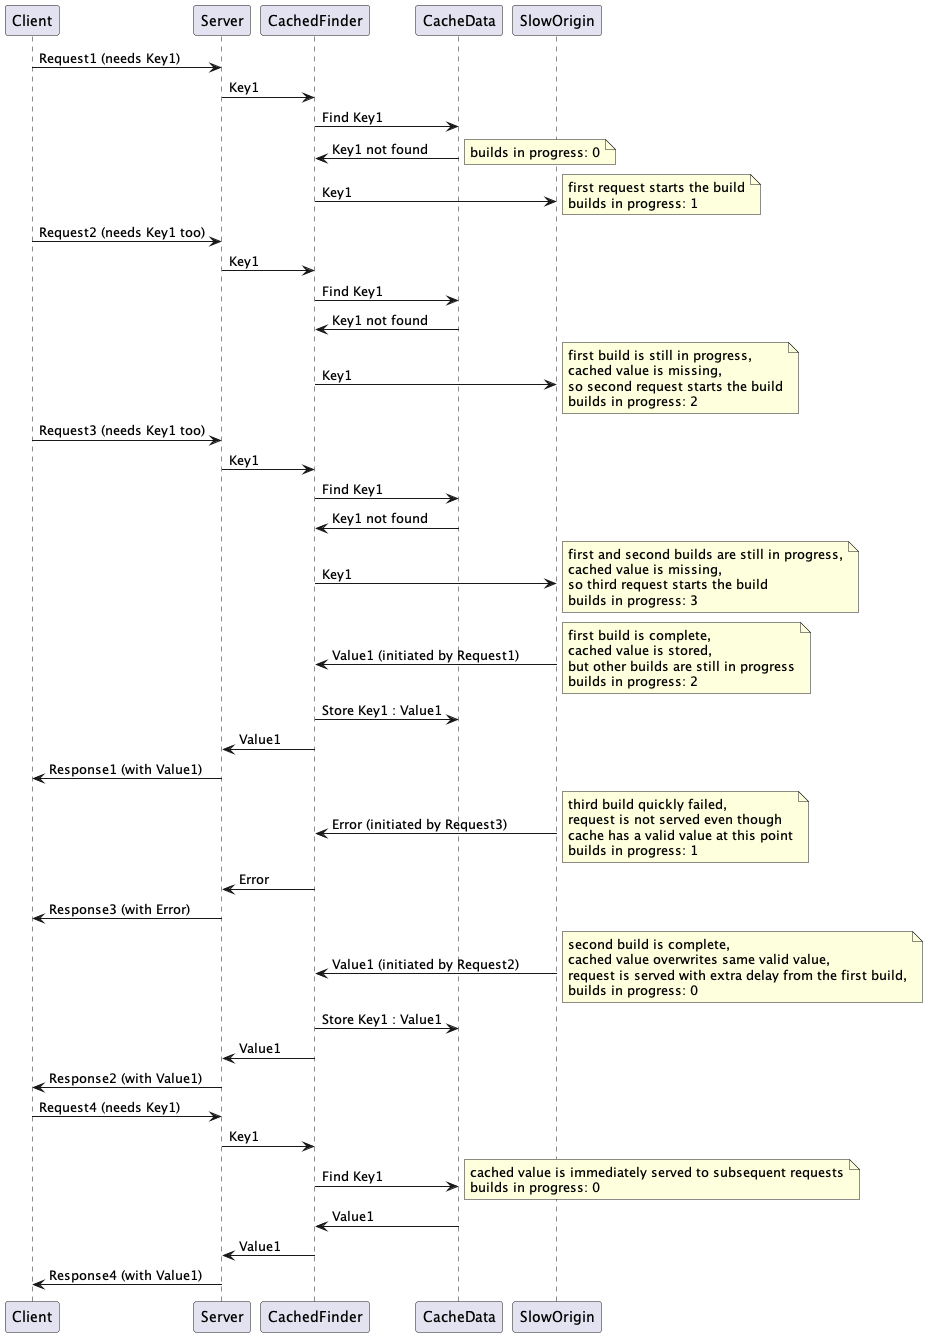 Client
Server
CachedFinder
CacheData
SlowOrigin
Request1 (needs Key1)
Key1
Find Key1
Key1 not found
builds in progress: 0
Key1
first request starts the build
builds in progress: 1
Request2 (needs Key1 too)
Key1
Find Key1
Key1 not found
Key1
first build is still in progress,
cached value is missing,
so second request starts the build
builds in progress: 2
Request3 (needs Key1 too)
Key1
Find Key1
Key1 not found
Key1
first and second builds are still in progress,
cached value is missing,
so third request starts the build
builds in progress: 3
Value1 (initiated by Request1)
first build is complete,
cached value is stored,
but other builds are still in progress
builds in progress: 2
Store Key1 : Value1
Value1
Response1 (with Value1)
Error (initiated by Request3)
third build quickly failed,
request is not served even though
cache has a valid value at this point
builds in progress: 1
Error
Response3 (with Error)
Value1 (initiated by Request2)
second build is complete,
cached value overwrites same valid value,
request is served with extra delay from the first build,
builds in progress: 0
Store Key1 : Value1
Value1
Response2 (with Value1)
Request4 (needs Key1)
Key1
Find Key1
cached value is immediately served to subsequent requests
builds in progress: 0
Value1
Value1
Response4 (with Value1)
Client
Server
CachedFinder
CacheData
SlowOrigin